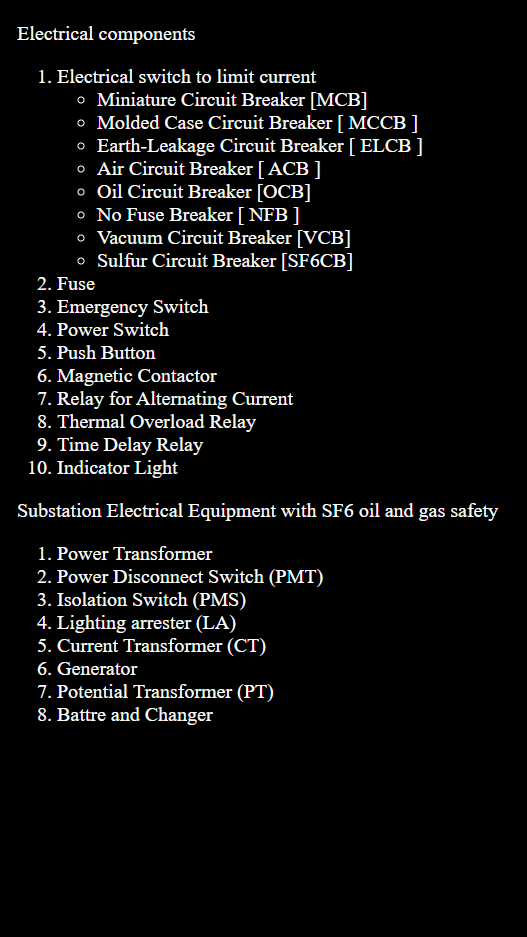 Electrical components
1. Electrical switch to limit current
○ Miniature Circuit Breaker [MCB]
○ Molded Case Circuit Breaker [ MCCB ]
○ Earth-Leakage Circuit Breaker [ ELCB ]
○ Air Circuit Breaker [ ACB ]
○ Oil Circuit Breaker [OCB]
○ No Fuse Breaker [ NFB ]
○ Vacuum Circuit Breaker [VCB]
○ Sulfur Circuit Breaker [SF6CB]
2. Fuse
3. Emergency Switch
4. Power Switch
5. Push Button
6. Magnetic Contactor
7. Relay for Alternating Current
8. Thermal Overload Relay
9. Time Delay Relay
10. Indicator Light
Substation Electrical Equipment with SF6 oil and gas safety
1. Power Transformer
2. Power Disconnect Switch (PMT)
3. Isolation Switch (PMS)
4. Lighting arrester (LA)
5. Current Transformer (CT)
6. Generator
7. Potential Transformer (PT)
8. Battre and Changer